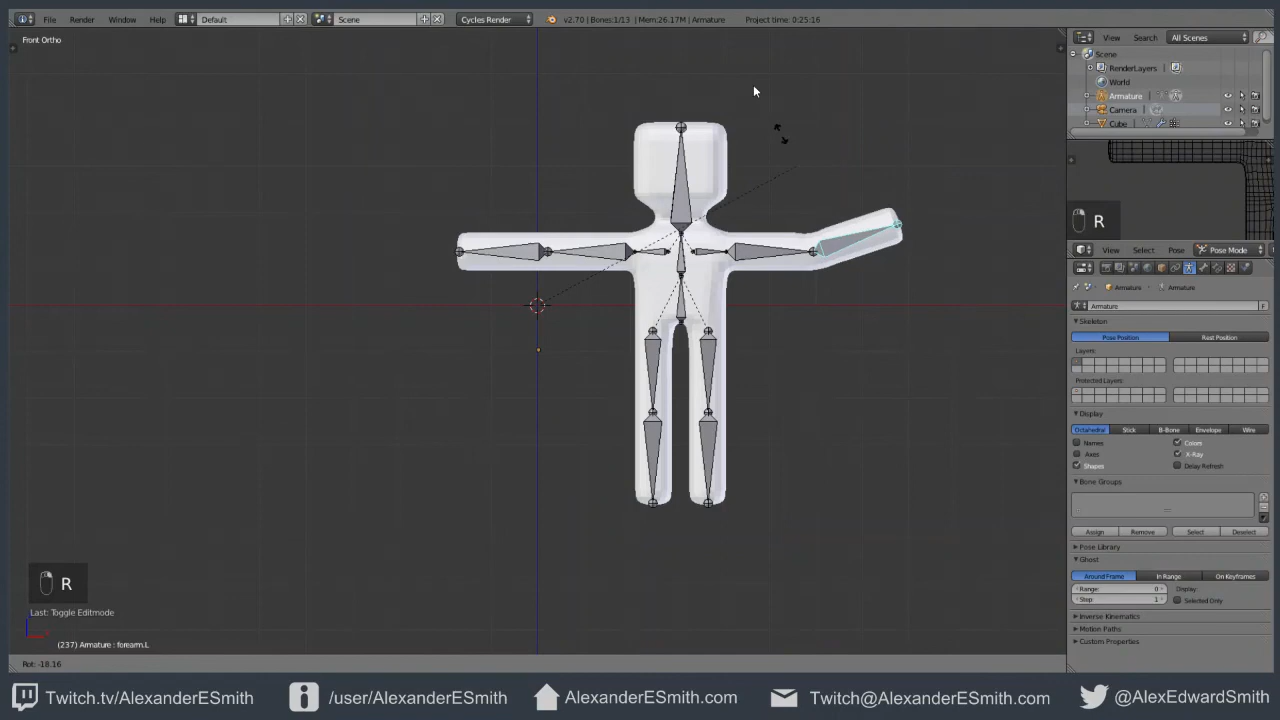 File Render Window Help Default Scene Cycles Render v2.70 | Bones:1/13 | Mem:26.17M | Armature Project time: 0:25:16
Front Ortho
View Search All Scenes
Scene
RenderLayers
World
Armature
Camera
Cube
R
View Select Pose Pose Mode
Armature Armature
Armature F
Skeleton
Pose Position Rest Position
Layers:
Protected Layers:
Display
Octahedral Stick B-Bone Envelope Wire
Names Colors
Axes X-Ray
Shapes Delay Refresh
Bone Groups
Assign Remove Select Deselect
Pose Library
Ghost
Around Frame In Range On Keyframes
Range: 0 Display:
Step: 1 Selected Only
Inverse Kinematics
Motion Paths
Custom Properties
R
Last: Toggle Editmode
(237) Armature : forearm.L
Rot: -18.16
Twitch.tv/AlexanderESmith /user/AlexanderESmith AlexanderESmith.com Twitch@AlexanderESmith.com @AlexEdwardSmith